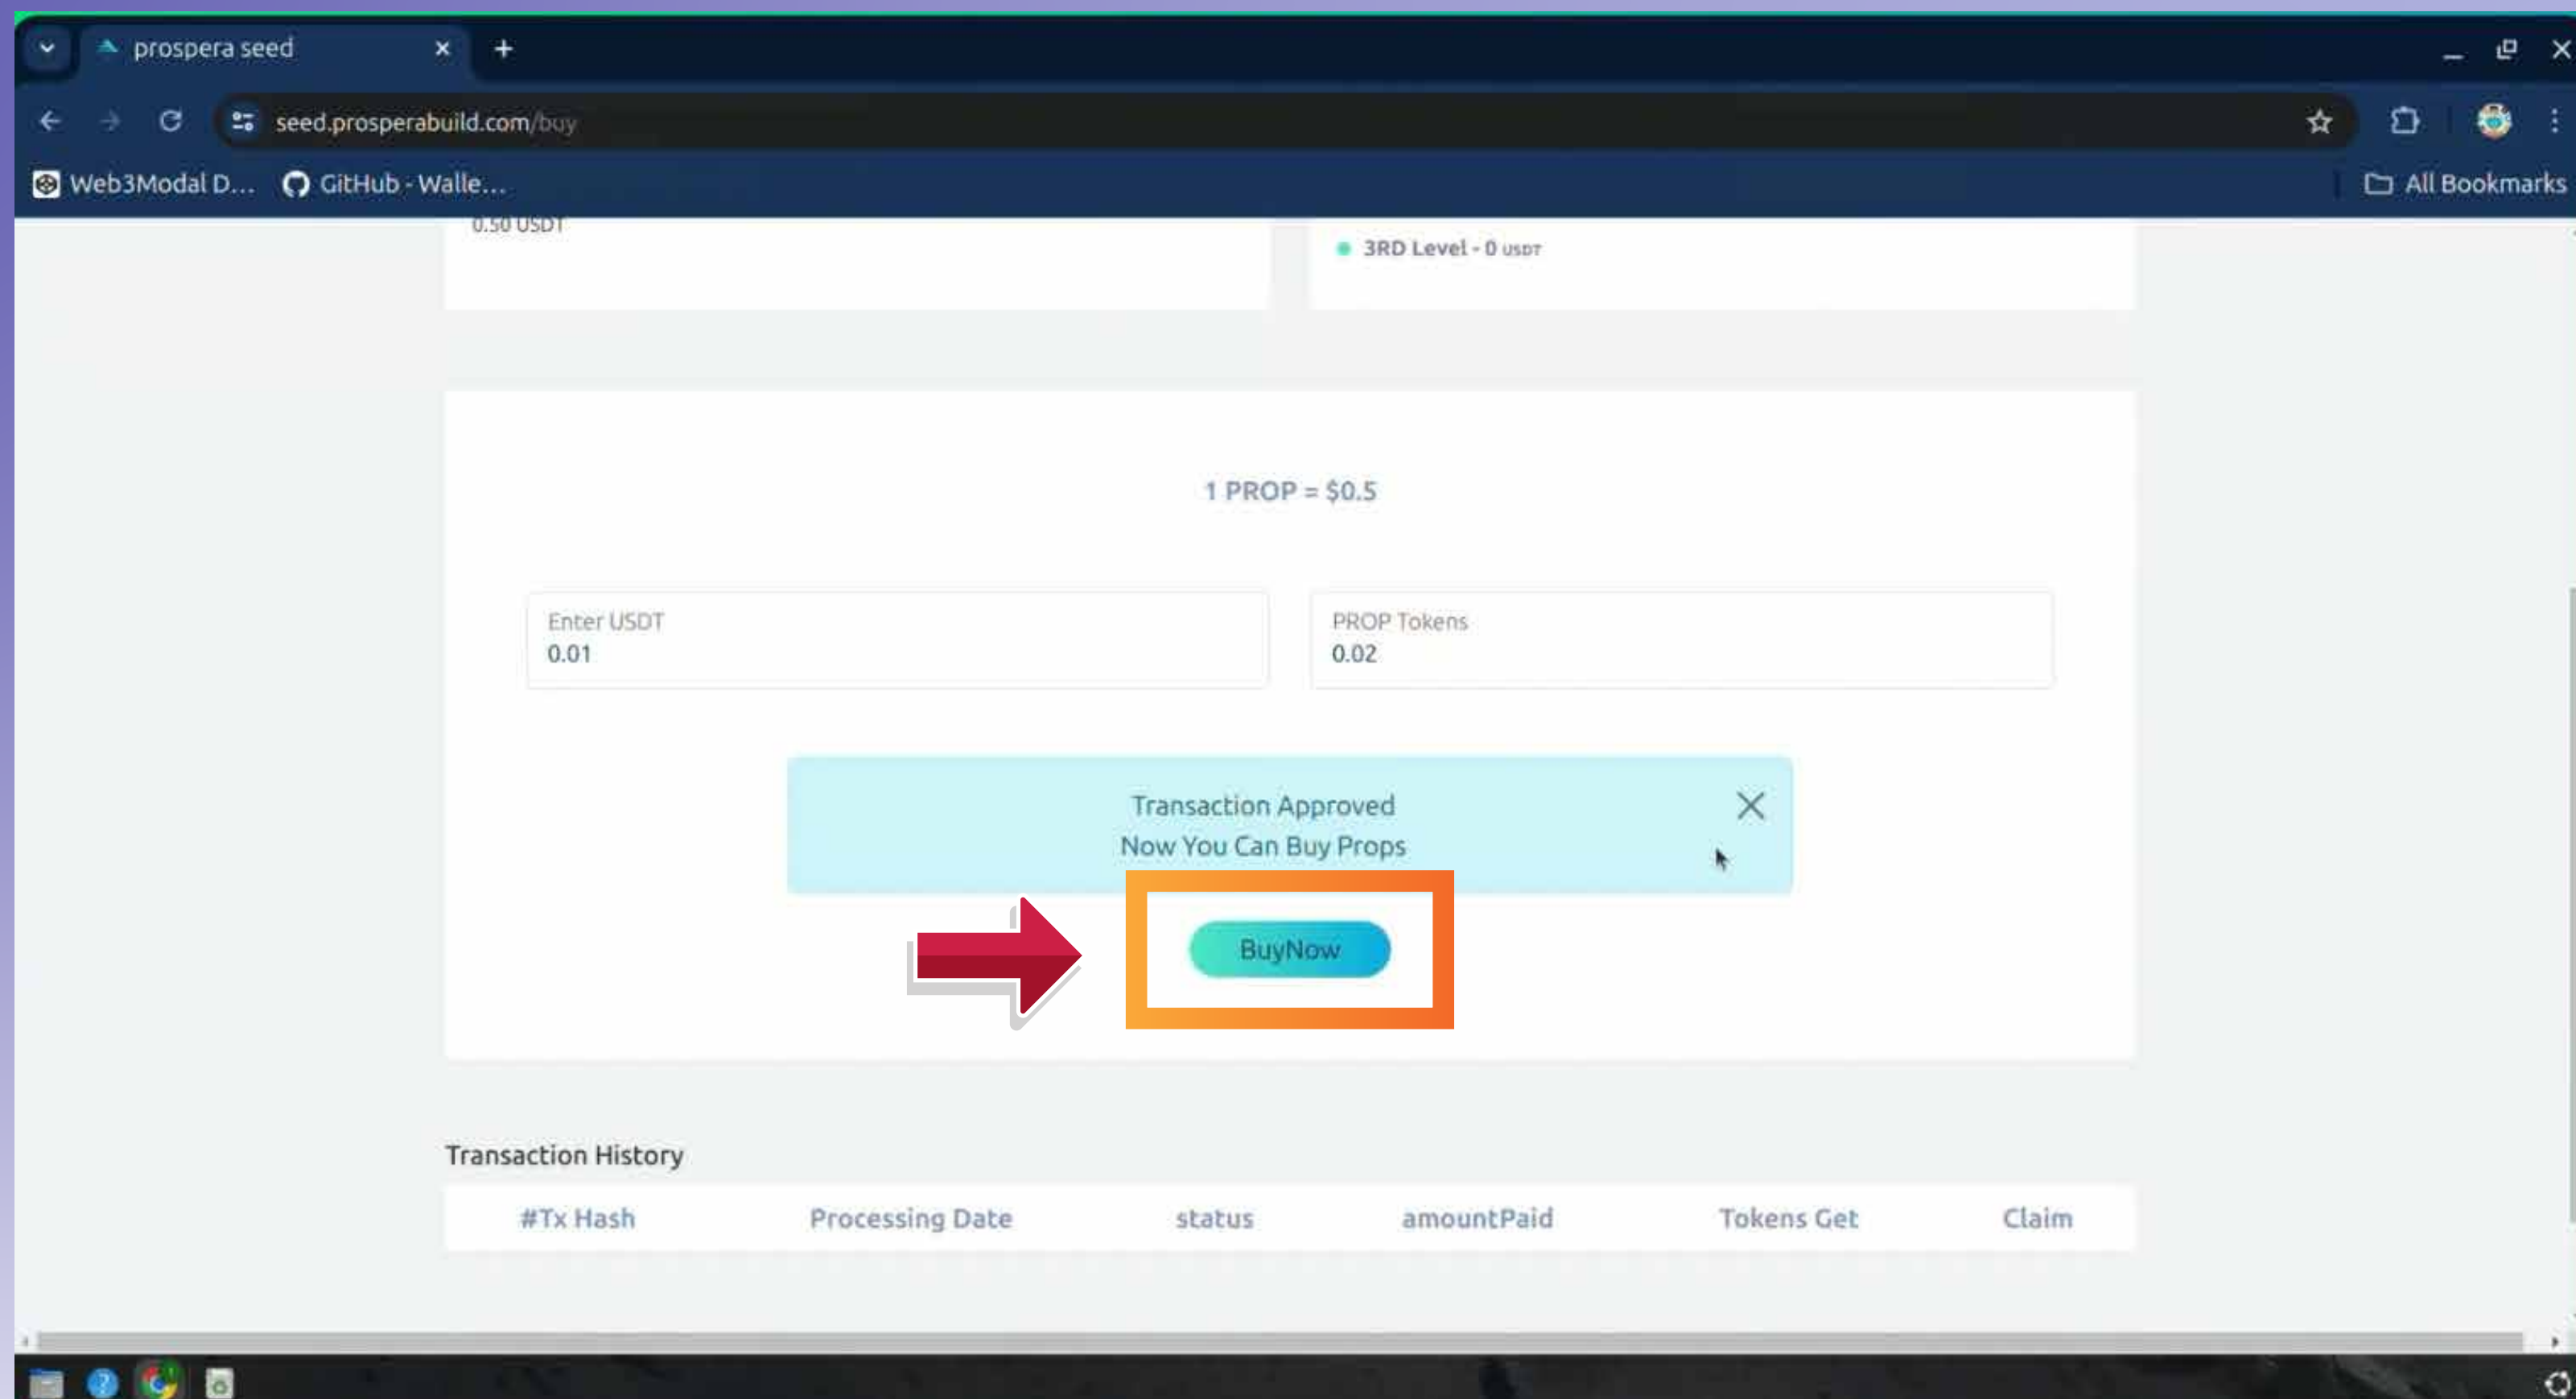 prospera seed
seed.prosperabuild.com/buy
Web3Modal D...
GitHub - Walle...
All Bookmarks
0.50 USDT
3RD Level - 0 USDT
1 PROP = $0.5
Enter USDT
0.01
PROP Tokens
0.02
Transaction Approved
Now You Can Buy Props
BuyNow
Transaction History
#Tx Hash Processing Date status amountPaid Tokens Get Claim